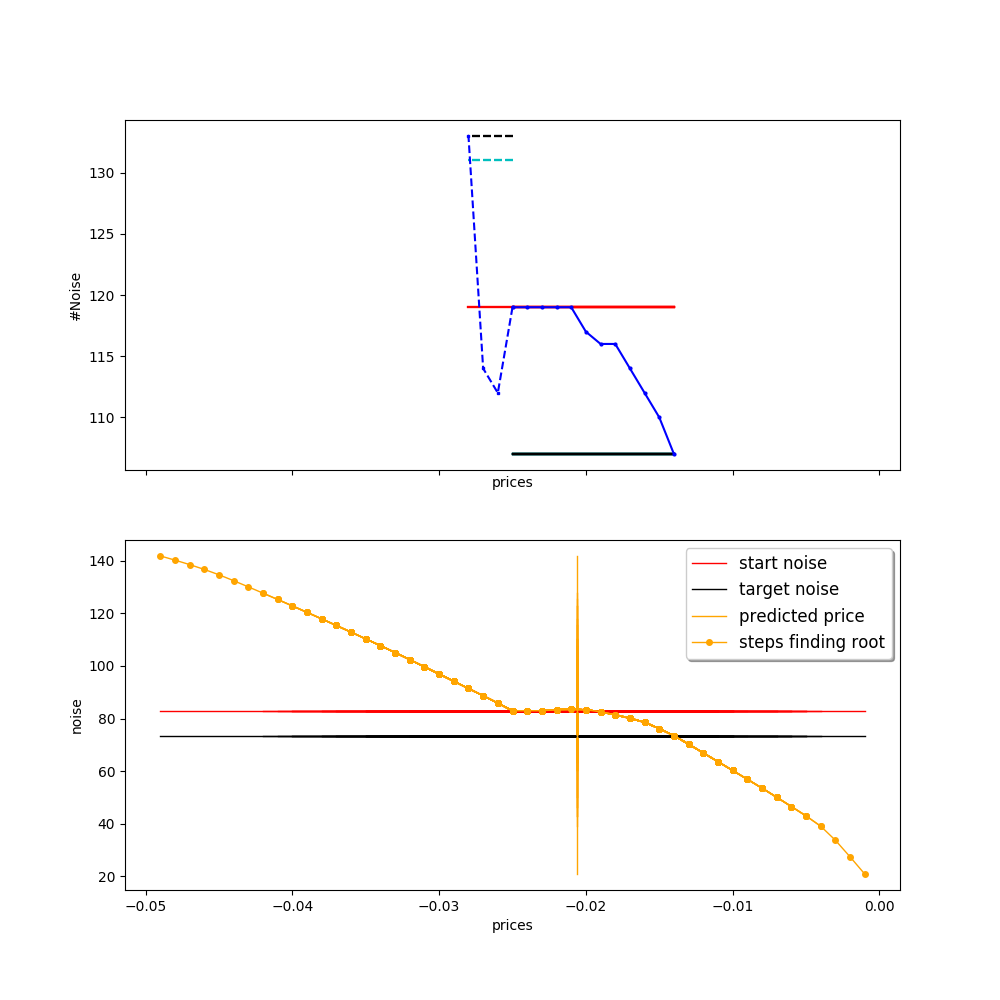 130
125
120
115
110
#Noise
prices
140
120
100
80
60
40
20
noise
start noise
target noise
predicted price
steps finding root
−0.05 −0.04 −0.03 −0.02 −0.01 0.00
prices